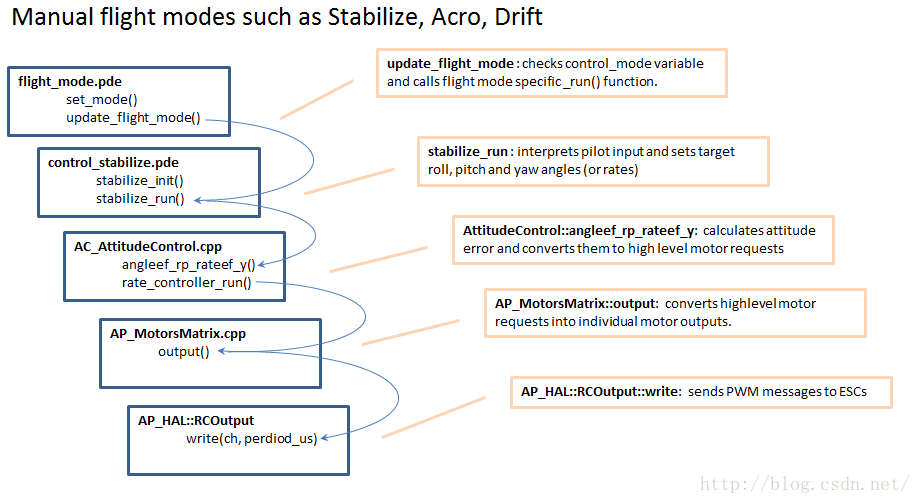 Manual flight modes such as Stabilize, Acro, Drift
flight_mode.pde
set_mode()
update_flight_mode()
update_flight_mode : checks control_mode variable
and calls flight mode specific _run() function.
control_stabilize.pde
stabilize_init()
stabilize_run()
stabilize_run : interprets pilot input and sets target
roll, pitch and yaw angles (or rates)
AC_AttitudeControl.cpp
angleef_rp_rateef_y()
rate_controller_run()
AttitudeControl::angleef_rp_rateef_y: calculates attitude
error and converts them to high level motor requests
AP_MotorsMatrix.cpp
output()
AP_MotorsMatrix::output: converts highlevel motor
requests into individual motor outputs.
AP_HAL::RCOutput
write(ch, perdiod_us)
AP_HAL::RCOutput::write: sends PWM messages to ESCs
http://blog.csdn.net/